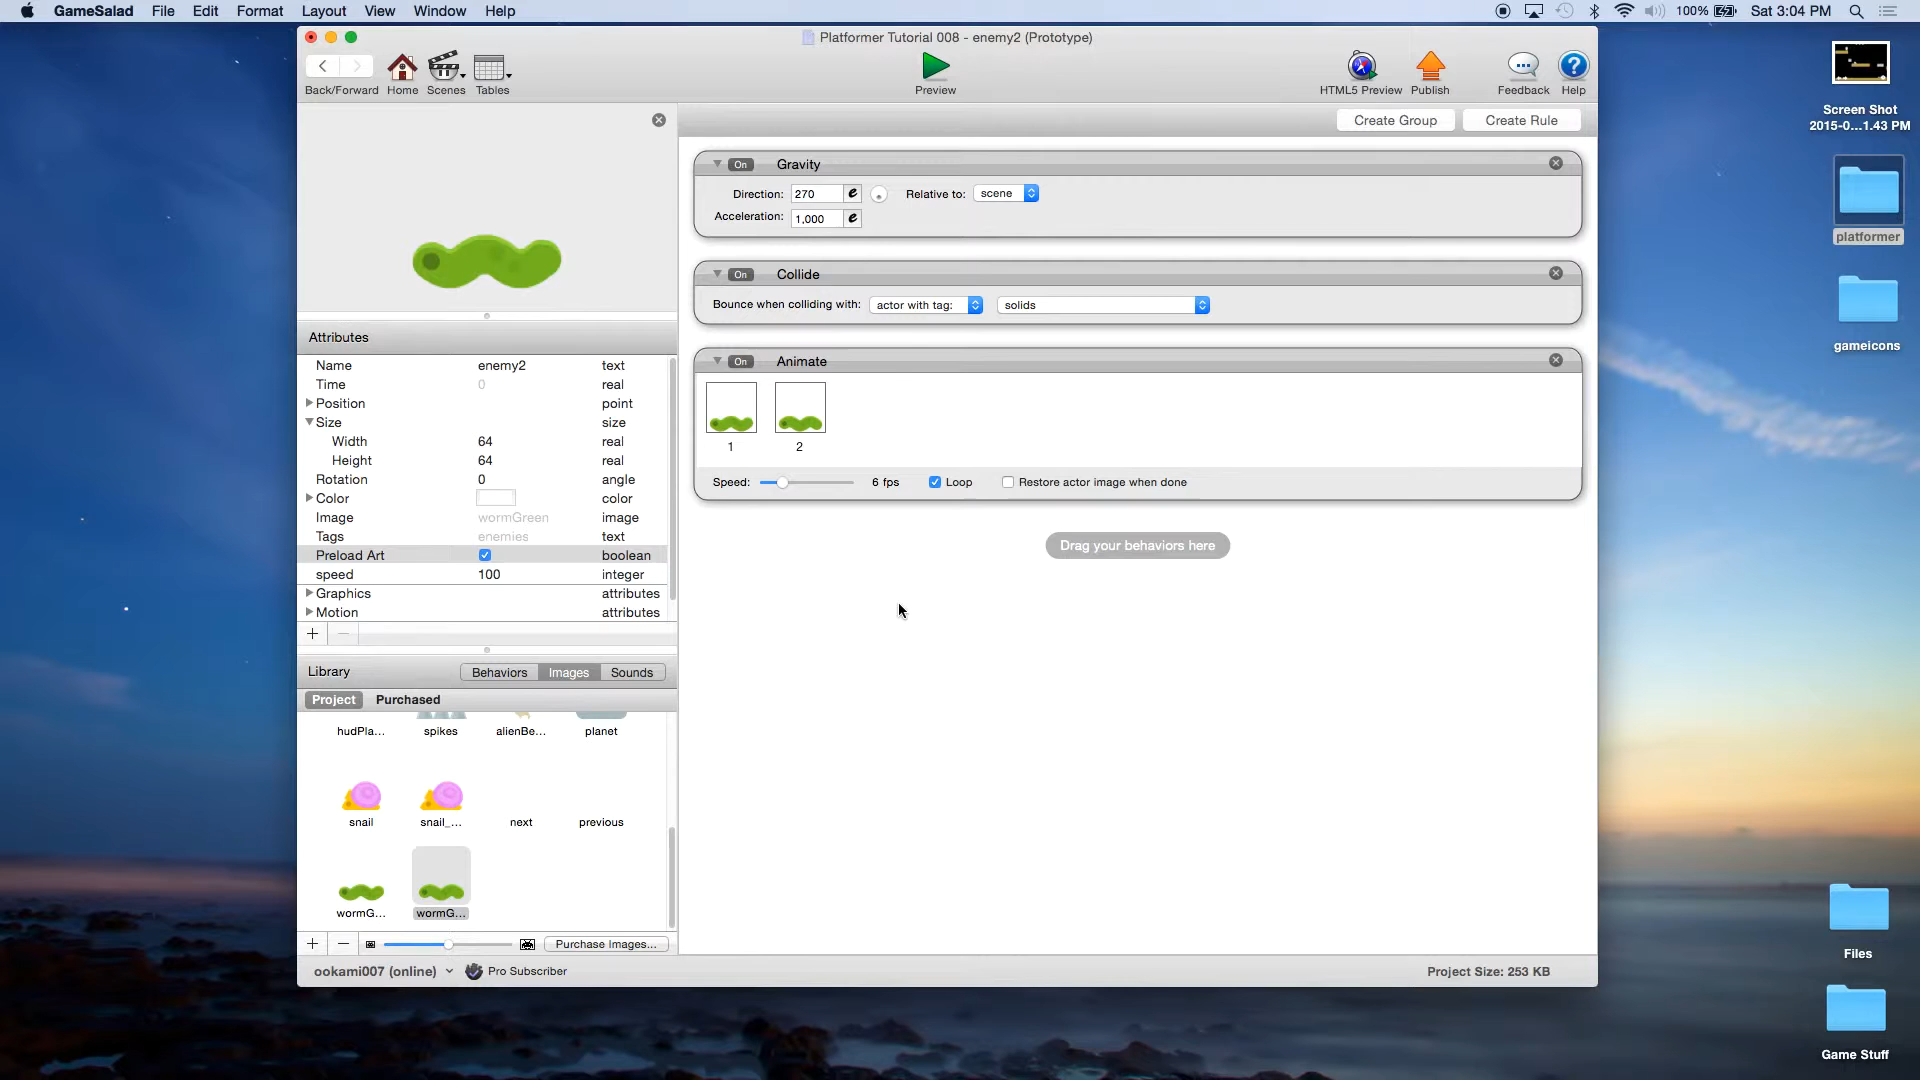 GameSalad File Edit Format Layout View Window Help
100% Sat 3:04 PM
Platformer Tutorial 008 - enemy2 (Prototype)
Back/Forward Home Scenes Tables Preview HTML5 Preview Publish Feedback Help
Create Group Create Rule
On Gravity
Direction: 270 e Relative to: scene
Acceleration: 1,000 e
On Collide
Bounce when colliding with: actor with tag: solids
On Animate
1 2
Speed: 6 fps Loop Restore actor image when done
Drag your behaviors here
Attributes
Name enemy2 text
Time 0 real
Position point
Size size
Width 64 real
Height 64 real
Rotation 0 angle
Color color
Image wormGreen image
Tags enemies text
Preload Art boolean
speed 100 integer
Graphics attributes
Motion attributes
Library Behaviors Images Sounds
Project Purchased
hudPla... spikes alienBe... planet
snail snail_... next previous
wormG... wormG...
Purchase Images...
ookami007 (online) Pro Subscriber Project Size: 253 KB
Screen Shot
2015-0...1.43 PM
platformer
gameicons
Files
Game Stuff